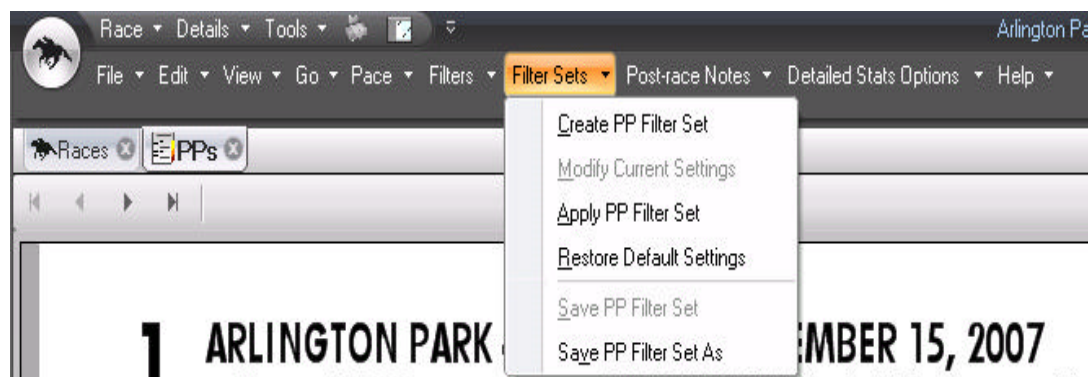 Race Details Tools Arlington Pa
File Edit View Go Pace Filters Filter Sets Post-race Notes Detailed Stats Options Help
Races PPs
Create PP Filter Set
Modify Current Settings
Apply PP Filter Set
Restore Default Settings
Save PP Filter Set
Save PP Filter Set As
1 ARLINGTON PARK EMBER 15, 2007